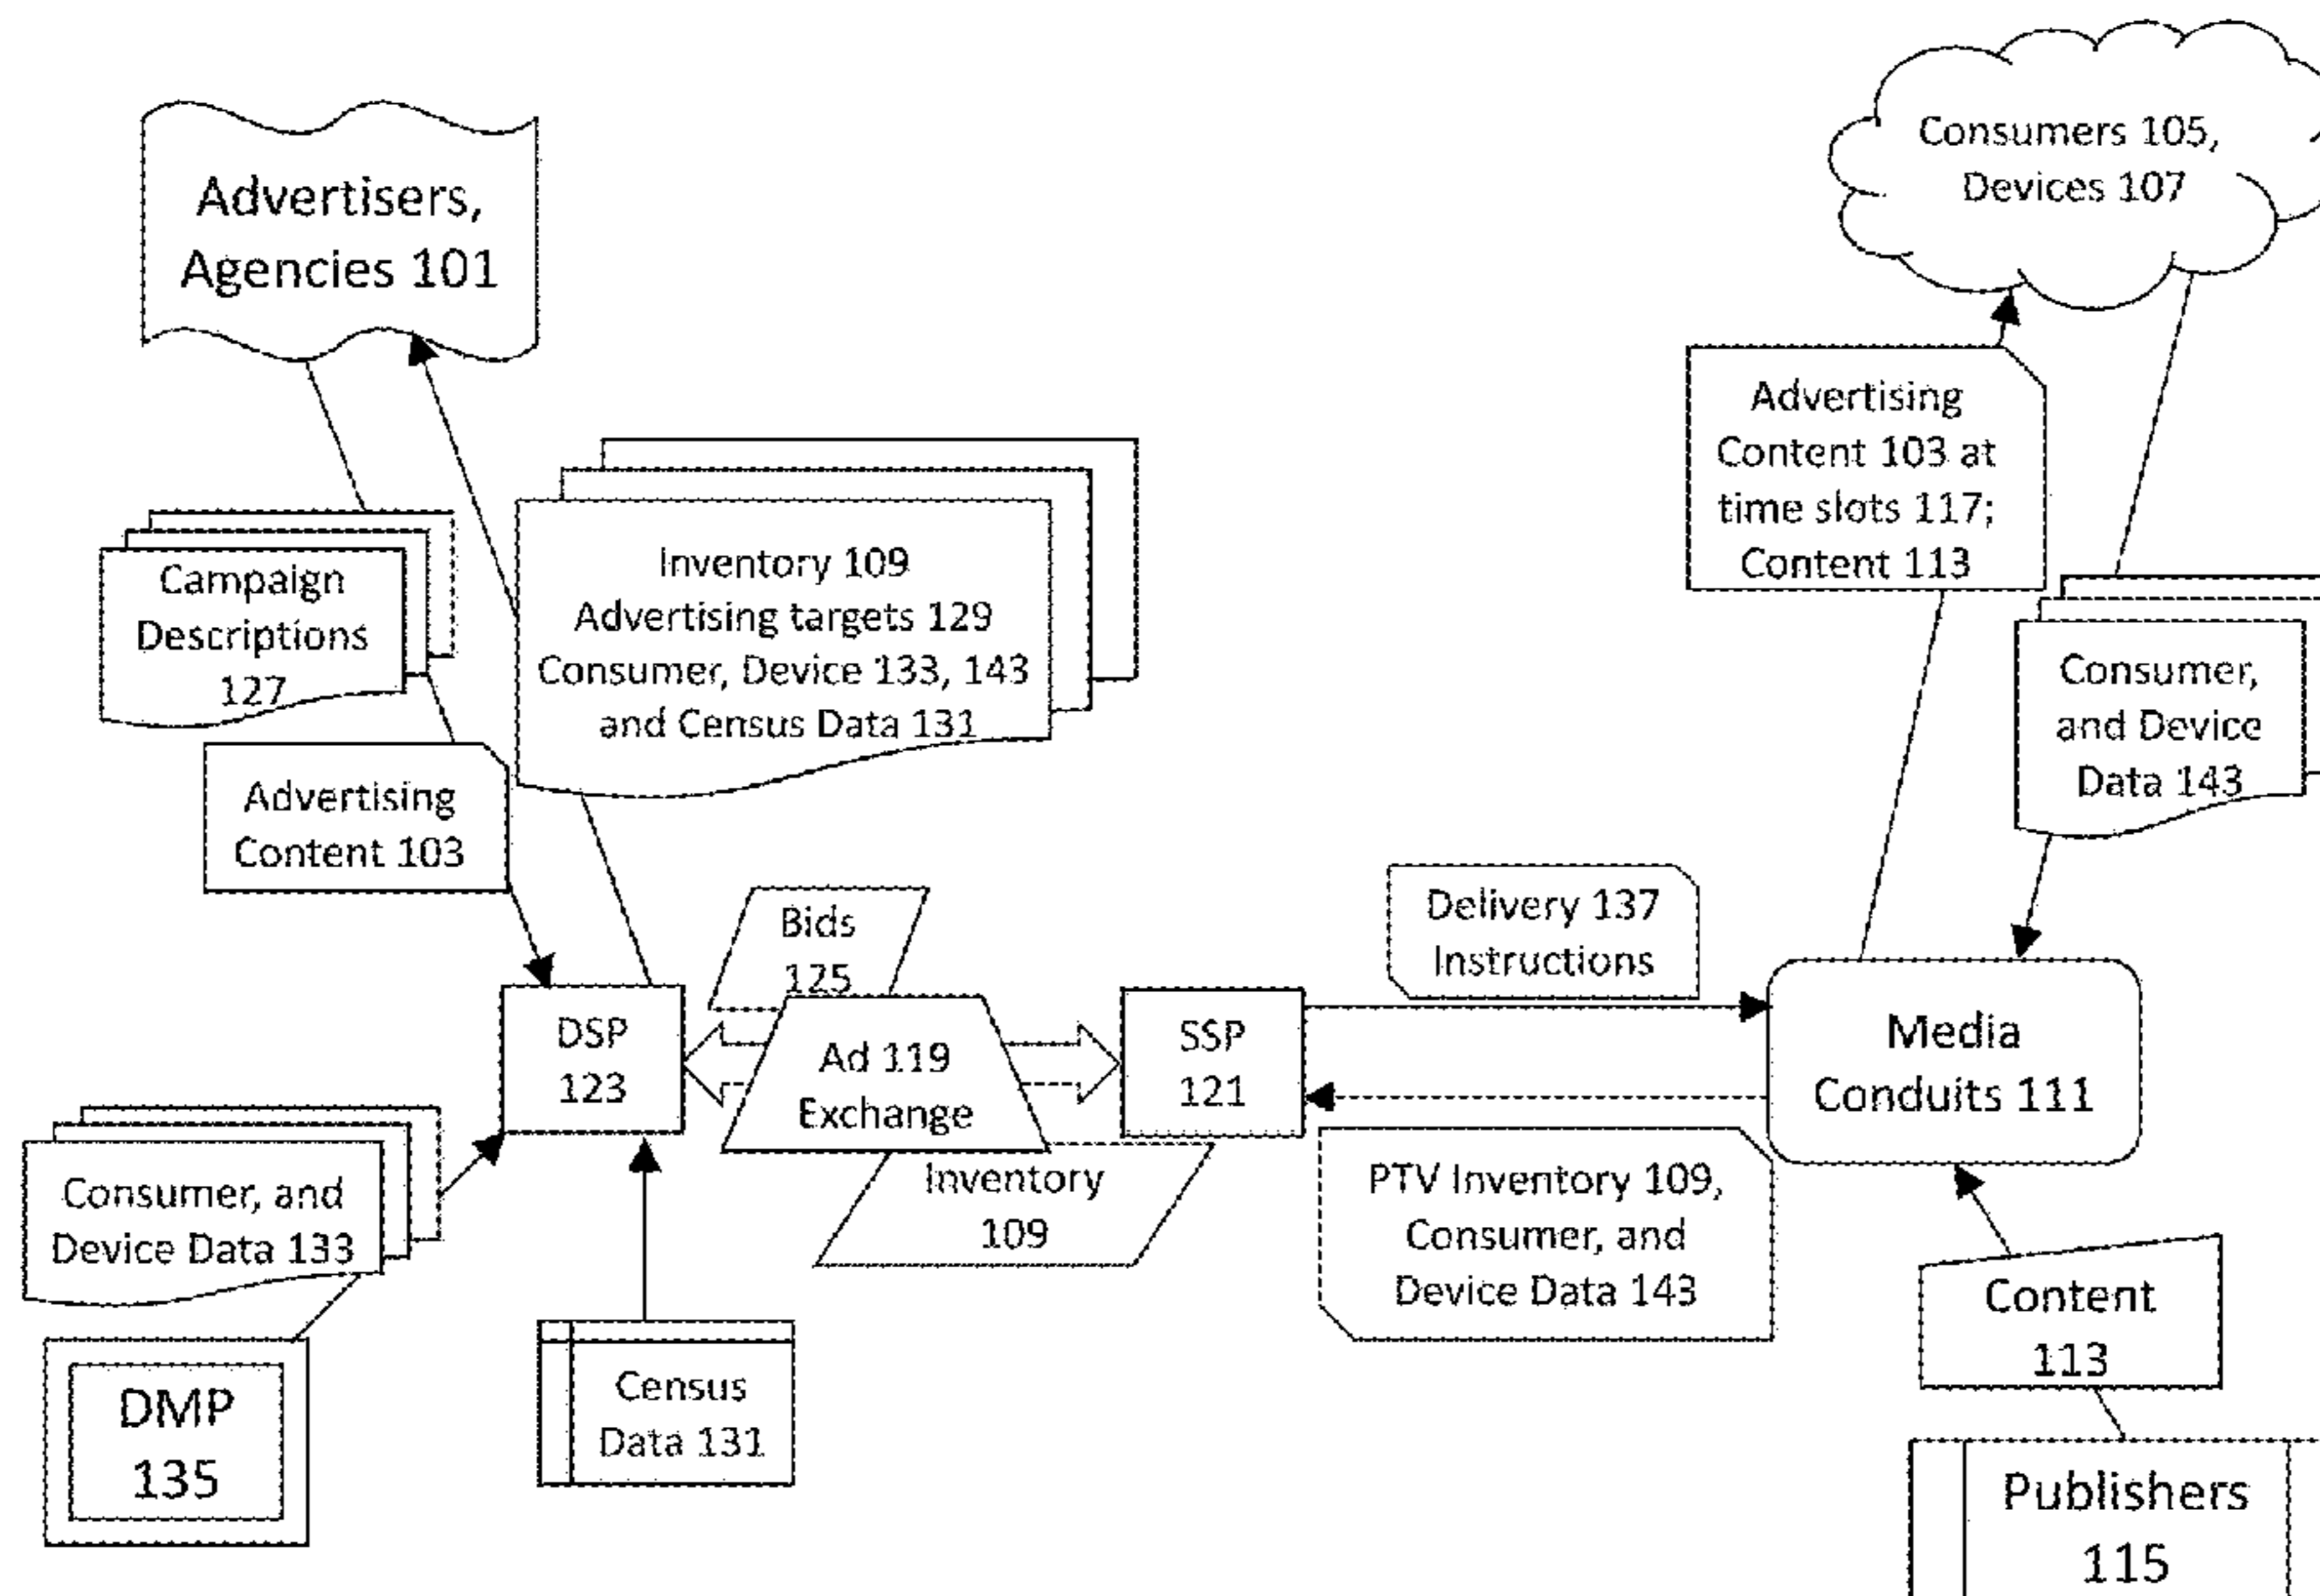 Advertisers,
Agencies 101
Consumers 105,
Devices 107
Advertising
Content 103 at
time slots 117;
Content 113
Campaign
Descriptions
127
Inventory 109
Advertising targets 129
Consumer, Device 133, 143
and Census Data 131
Consumer,
and Device
Data 143
Advertising
Content 103
Bids
125
Delivery 137
Instructions
DSP
123
Ad 119
Exchange
SSP
121
Media
Conduits 111
Consumer, and
Device Data 133
Inventory
109
PTV Inventory 109,
Consumer, and
Device Data 143
Content
113
DMP
135
Census
Data 131
Publishers
115